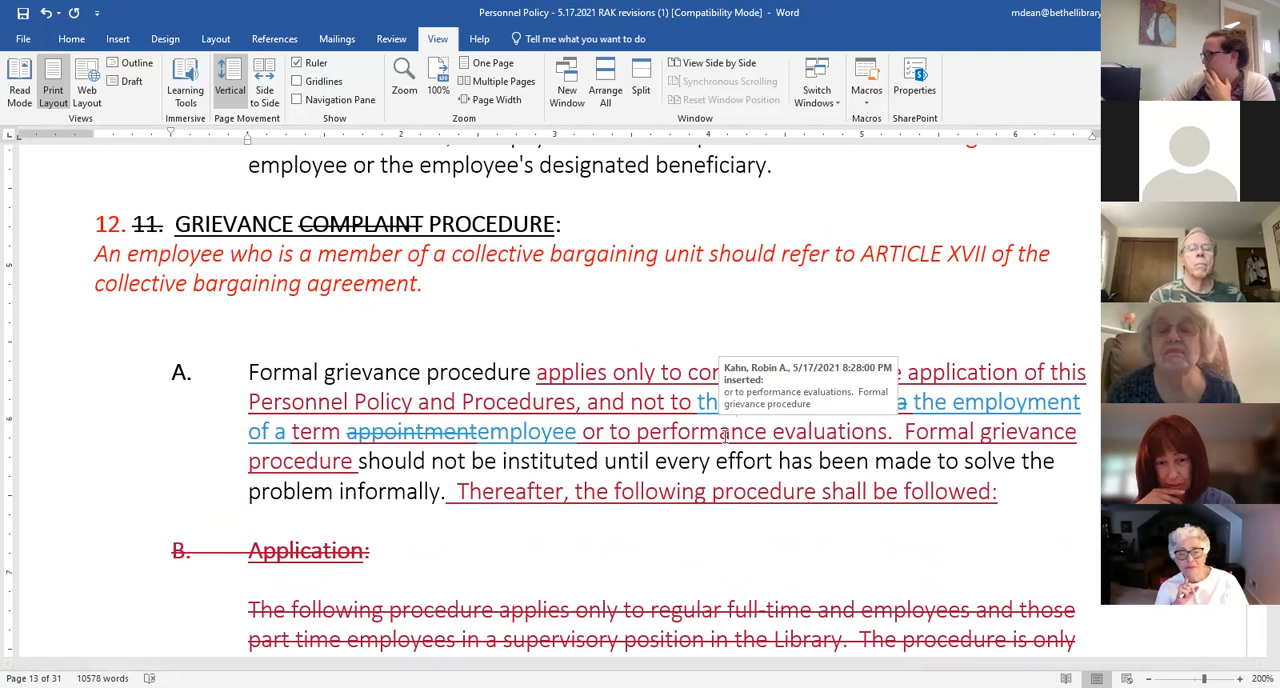 Personnel Policy - 5.17.2021 RAK revisions (1) [Compatibility Mode] - Word
mdean@bethellibrary
File Home Insert Design Layout References Mailings Review View Help Tell me what you want to do
Read Mode
Print Layout
Web Layout
Outline
Draft
Views
Learning Tools
Immersive
Vertical
Side to Side
Page Movement
Ruler
Gridlines
Navigation Pane
Show
Zoom
100%
One Page
Multiple Pages
Page Width
Zoom
New Window
Arrange All
Split
View Side by Side
Synchronous Scrolling
Reset Window Position
Window
Switch Windows
Macros
Macros
Properties
SharePoint
2 3 4 5 6
employee or the employee's designated beneficiary.
12. 11. GRIEVANCE COMPLAINT PROCEDURE:
An employee who is a member of a collective bargaining unit should refer to ARTICLE XVII of the
collective bargaining agreement.
Kahn, Robin A., 5/17/2021 8:28:00 PM
inserted:
or to performance evaluations. Formal
grievance procedure
A. Formal grievance procedure applies only to application of this
Personnel Policy and Procedures, and not to the employment
of a term appointmentemployee or to performance evaluations. Formal grievance
procedure should not be instituted until every effort has been made to solve the
problem informally. Thereafter, the following procedure shall be followed:
B. Application:
The following procedure applies only to regular full-time and employees and those
part time employees in a supervisory position in the Library. The procedure is only
Page 13 of 31 10578 words
200%